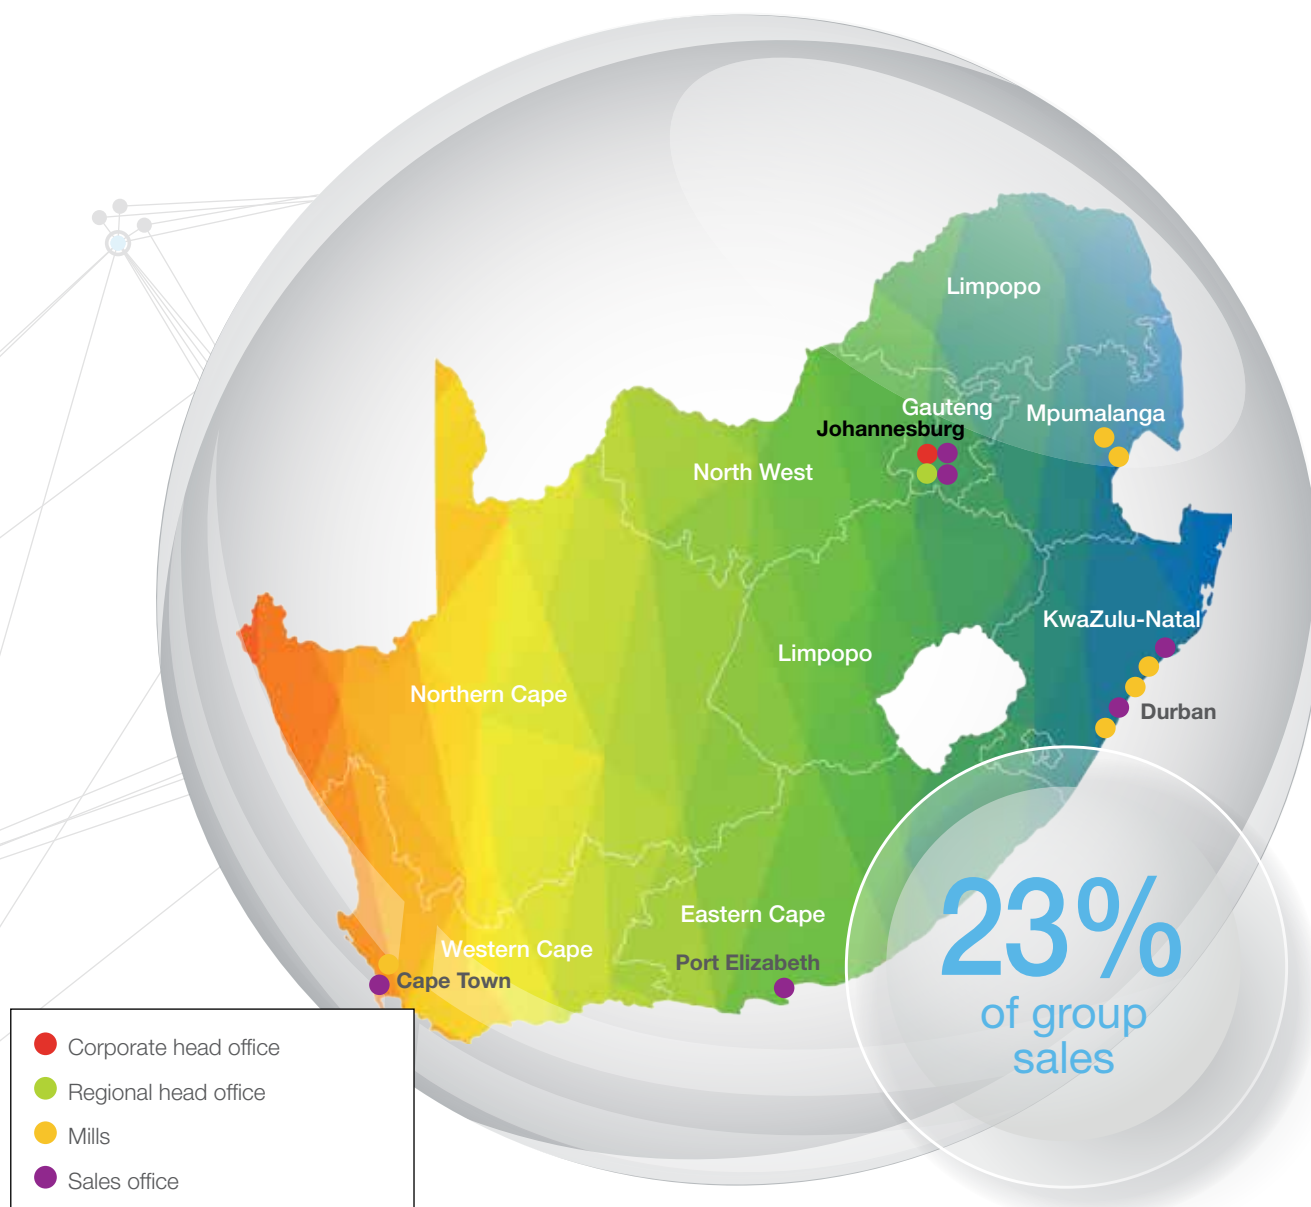 Limpopo
Gauteng
Mpumalanga
Johannesburg
North West
KwaZulu-Natal
Limpopo
Northern Cape
Durban
Eastern Cape
Western Cape
Port Elizabeth
Cape Town
23%
of group
sales
Corporate head office
Regional head office
Mills
Sales office